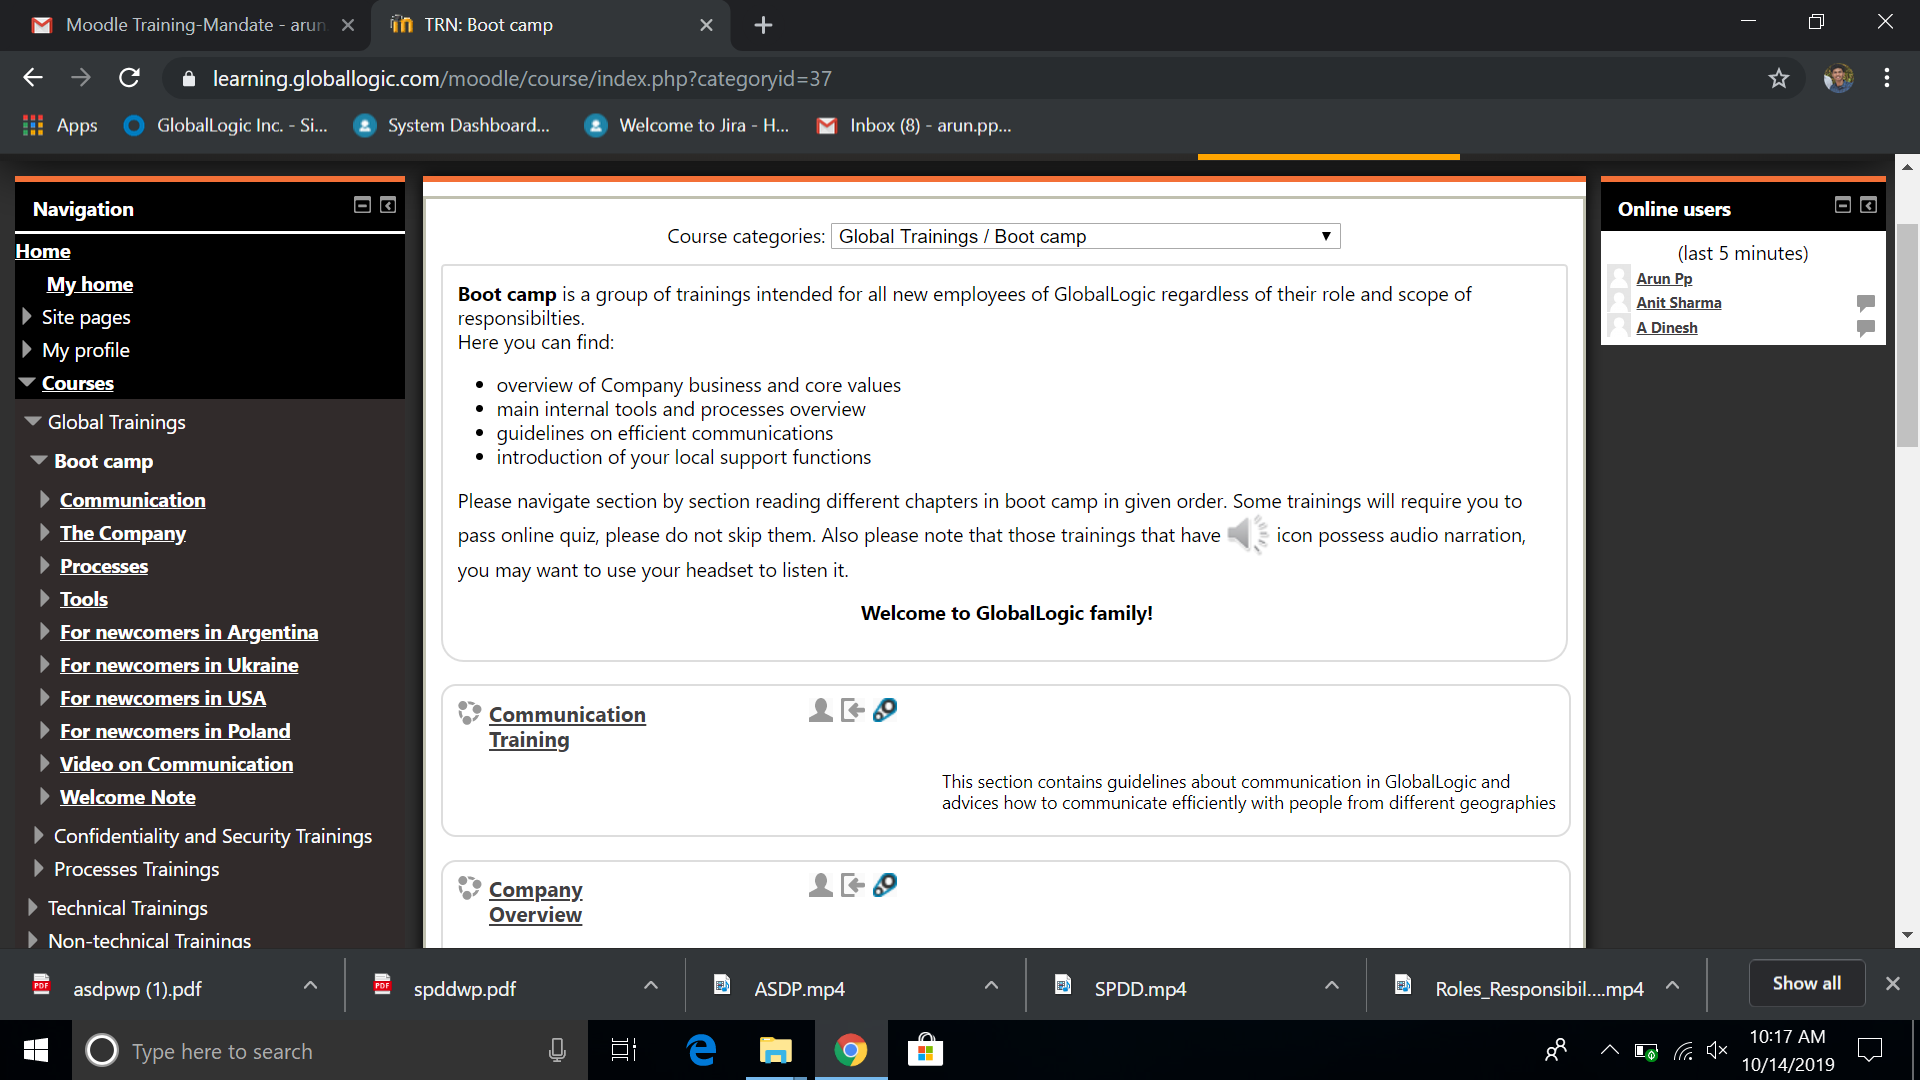 Moodle Training-Mandate - arun
TRN: Boot camp
learning.globallogic.com/moodle/course/index.php?categoryid=37
Apps
GlobalLogic Inc. - Si...
System Dashboard...
Welcome to Jira - H...
Inbox (8) - arun.pp...
Navigation
Home
My home
Site pages
My profile
Courses
Global Trainings
Boot camp
Communication
The Company
Processes
Tools
For newcomers in Argentina
For newcomers in Ukraine
For newcomers in USA
For newcomers in Poland
Video on Communication
Welcome Note
Confidentiality and Security Trainings
Processes Trainings
Technical Trainings
Non-technical Trainings
Course categories: Global Trainings / Boot camp
Boot camp is a group of trainings intended for all new employees of GlobalLogic regardless of their role and scope of
responsibilties.
Here you can find:
• overview of Company business and core values
• main internal tools and processes overview
• guidelines on efficient communications
• introduction of your local support functions
Please navigate section by section reading different chapters in boot camp in given order. Some trainings will require you to
pass online quiz, please do not skip them. Also please note that those trainings that have icon possess audio narration,
you may want to use your headset to listen it.
Welcome to GlobalLogic family!
Communication
Training
This section contains guidelines about communication in GlobalLogic and
advices how to communicate efficiently with people from different geographies
Company
Overview
Online users
(last 5 minutes)
Arun Pp
Anit Sharma
A Dinesh
asdpwp (1).pdf
spddwp.pdf
ASDP.mp4
SPDD.mp4
Roles_Responsibil....mp4
Show all
Type here to search
10:17 AM
10/14/2019